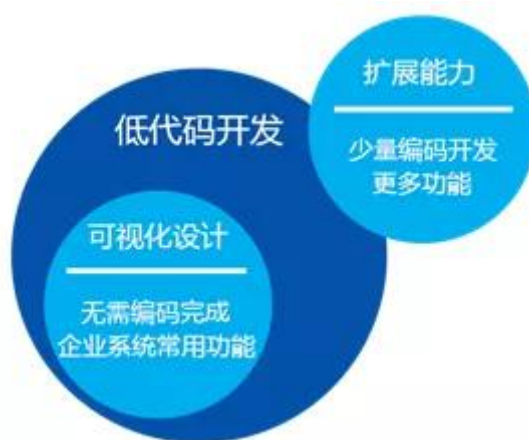 扩展能力
少量编码开发
更多功能
低代码开发
可视化设计
无需编码完成
企业系统常用功能